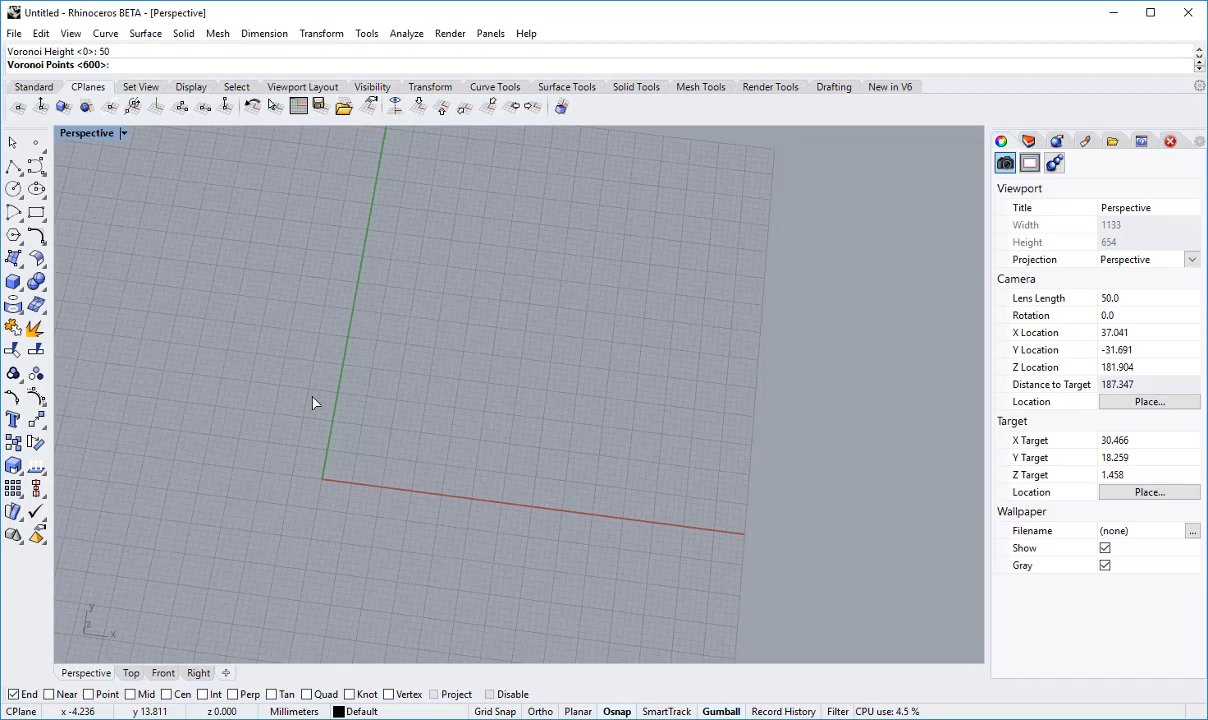 Untitled - Rhinoceros BETA - [Perspective]
File Edit View Curve Surface Solid Mesh Dimension Transform Tools Analyze Render Panels Help
Voronoi Height <0>: 50
Voronoi Points <600>:
Standard CPlanes Set View Display Select Viewport Layout Visibility Transform Curve Tools Surface Tools Solid Tools Mesh Tools Render Tools Drafting New in V6
Perspective
Viewport
Title Perspective
Width 1133
Height 654
Projection Perspective
Camera
Lens Length 50.0
Rotation 0.0
X Location 37.041
Y Location -31.691
Z Location 181.904
Distance to Target 187.347
Location Place...
Target
X Target 30.466
Y Target 18.259
Z Target 1.458
Location Place...
Wallpaper
Filename (none) ...
Show
Gray
y
z
x
Perspective Top Front Right
End Near Point Mid Cen Int Perp Tan Quad Knot Vertex Project Disable
CPlane x -4.236 y 13.811 z 0.000 Millimeters Default Grid Snap Ortho Planar Osnap SmartTrack Gumball Record History Filter CPU use: 4.5 %